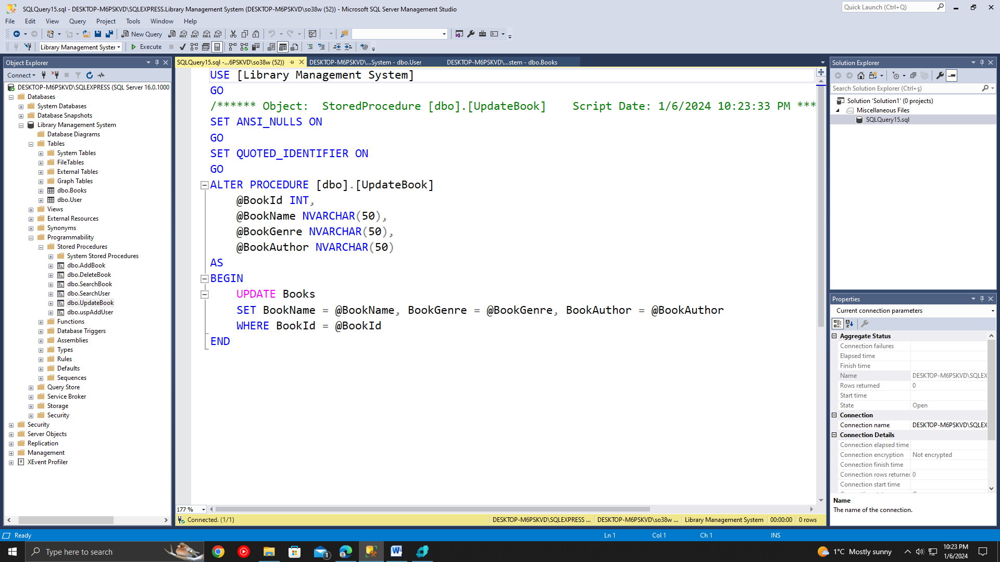 SQLQuery15.sql - DESKTOP-M6PSKVD\SQLEXPRESS.Library Management System (DESKTOP-M6PSKVD\so38w (52)) - Microsoft SQL Server Management Studio
Quick Launch (Ctrl+Q)
File Edit View Query Project Tools Window Help
New Query
MDX DMX XMLA DAX
Library Management System
Execute
Object Explorer
Connect
DESKTOP-M6PSKVD\SQLEXPRESS (SQL Server 16.0.1000
Databases
System Databases
Database Snapshots
Library Management System
Database Diagrams
Tables
System Tables
FileTables
External Tables
Graph Tables
dbo.Books
dbo.User
Views
External Resources
Synonyms
Programmability
Stored Procedures
System Stored Procedures
dbo.AddBook
dbo.DeleteBook
dbo.SearchBook
dbo.SearchUser
dbo.UpdateBook
dbo.uspAddUser
Functions
Database Triggers
Assemblies
Types
Rules
Defaults
Sequences
Query Store
Service Broker
Storage
Security
Security
Server Objects
Replication
Management
XEvent Profiler
SQLQuery15.sql -...6PSKVD\so38w (52))
DESKTOP-M6PSKVD\...System - dbo.User
DESKTOP-M6PSKVD\...stem - dbo.Books
USE [Library Management System]
GO
/****** Object:  StoredProcedure [dbo].[UpdateBook]    Script Date: 1/6/2024 10:23:33 PM ***
SET ANSI_NULLS ON
GO
SET QUOTED_IDENTIFIER ON
GO
ALTER PROCEDURE [dbo].[UpdateBook]
@BookId INT,
@BookName NVARCHAR(50),
@BookGenre NVARCHAR(50),
@BookAuthor NVARCHAR(50)
AS
BEGIN
UPDATE Books
SET BookName = @BookName, BookGenre = @BookGenre, BookAuthor = @BookAuthor
WHERE BookId = @BookId
END
177 %
Connected. (1/1)
DESKTOP-M6PSKVD\SQLEXPRESS ...
DESKTOP-M6PSKVD\so38w ...
Library Management System
00:00:00
0 rows
Solution Explorer
Search Solution Explorer (Ctrl+ş)
Solution 'Solution1' (0 projects)
Miscellaneous Files
SQLQuery15.sql
Properties
Current connection parameters
Aggregate Status
Connection failures
Elapsed time
Finish time
Name DESKTOP-M6PSKVD\SQLEX
Rows returned 0
Start time
State Open
Connection
Connection name DESKTOP-M6PSKVD\SQLEX
Connection Details
Connection elapsed time
Connection encryption Not encrypted
Connection finish time
Connection rows returned 0
Connection start time
Name
The name of the connection.
Ready
Ln 1
Col 1
Ch 1
INS
Type here to search
1
1°C Mostly sunny
10:23 PM
1/6/2024